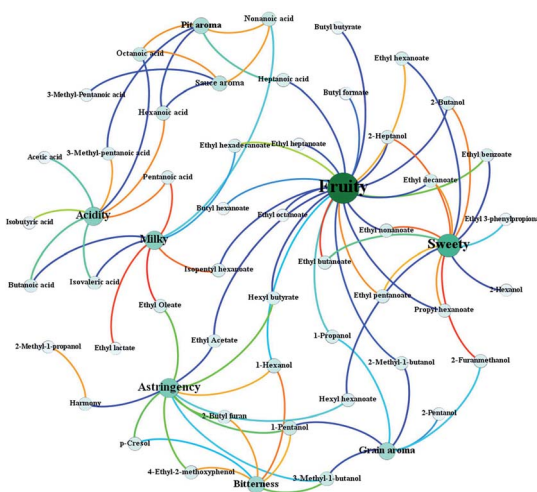 Pit aroma
Nonanoic acid
Butyl butyrate
Octanoic acid
Ethyl hexanoate
Sauce aroma
Heptanoic acid
3-Methyl-Pentanoic acid
Butyl formate
2-Butanol
Hexanoic acid
2-Heptanol
Ethyl hexaderanoate
Ethyl heptanoate
3-Methyl-pentanoic acid
Ethyl benzoate
Acetic acid
Pentanoic acid
Ethyl decanoate
Fruity
Butyl hexanoate
Ethyl octanoate
Acidity
Isobutyric acid
Ethyl 3-phenylpropiona
Ethyl nonanoate
Milky
Sweety
Ethyl butanoate
Isopentyl hexanoate
Butanoic acid
Isovaleric acid
2-Hexanol
Hexyl butyrate
Ethyl pentanoate
Ethyl Oleate
Propyl hexanoate
1-Propanol
Ethyl Acetate
2-Methyl-1-propanol
Ethyl lactate
1-Hexanol
2-Methyl-1-butanol
2-Furanmethanol
Astringency
Harmony
Hexyl hexanoate
2-Butyl furan
2-Pentanol
1-Pentanol
p-Cresol
Grain aroma
4-Ethyl-2-methoxyphenol
3-Methyl-1-butanol
Bitterness